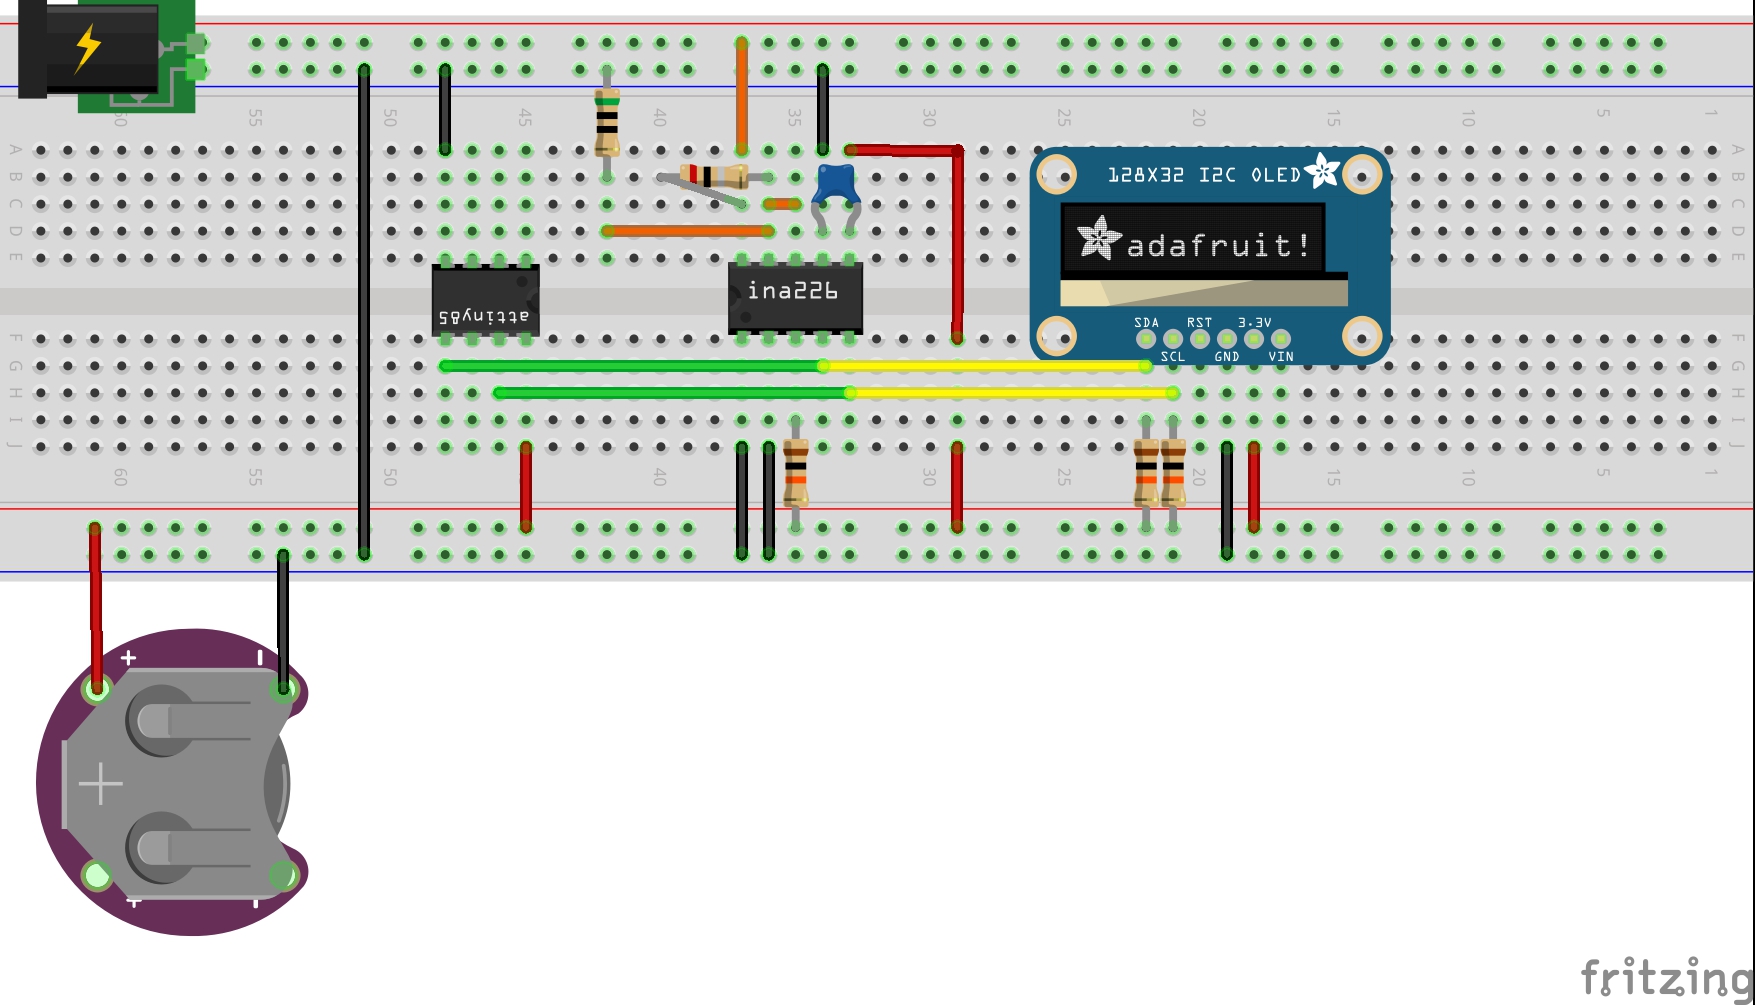 60 55 50 45 40 35 30 25 20 15 10 5 1
A A
B B
C C
D D
E E
128X32 I2C OLED
adafruit!
ina226
attiny85
SDA RST 3.3V
SCL GND VIN
F F
G G
H H
I I
J J
60 55 50 40 30 25 20 15 10 5 1
+ -
+ -
fritzing